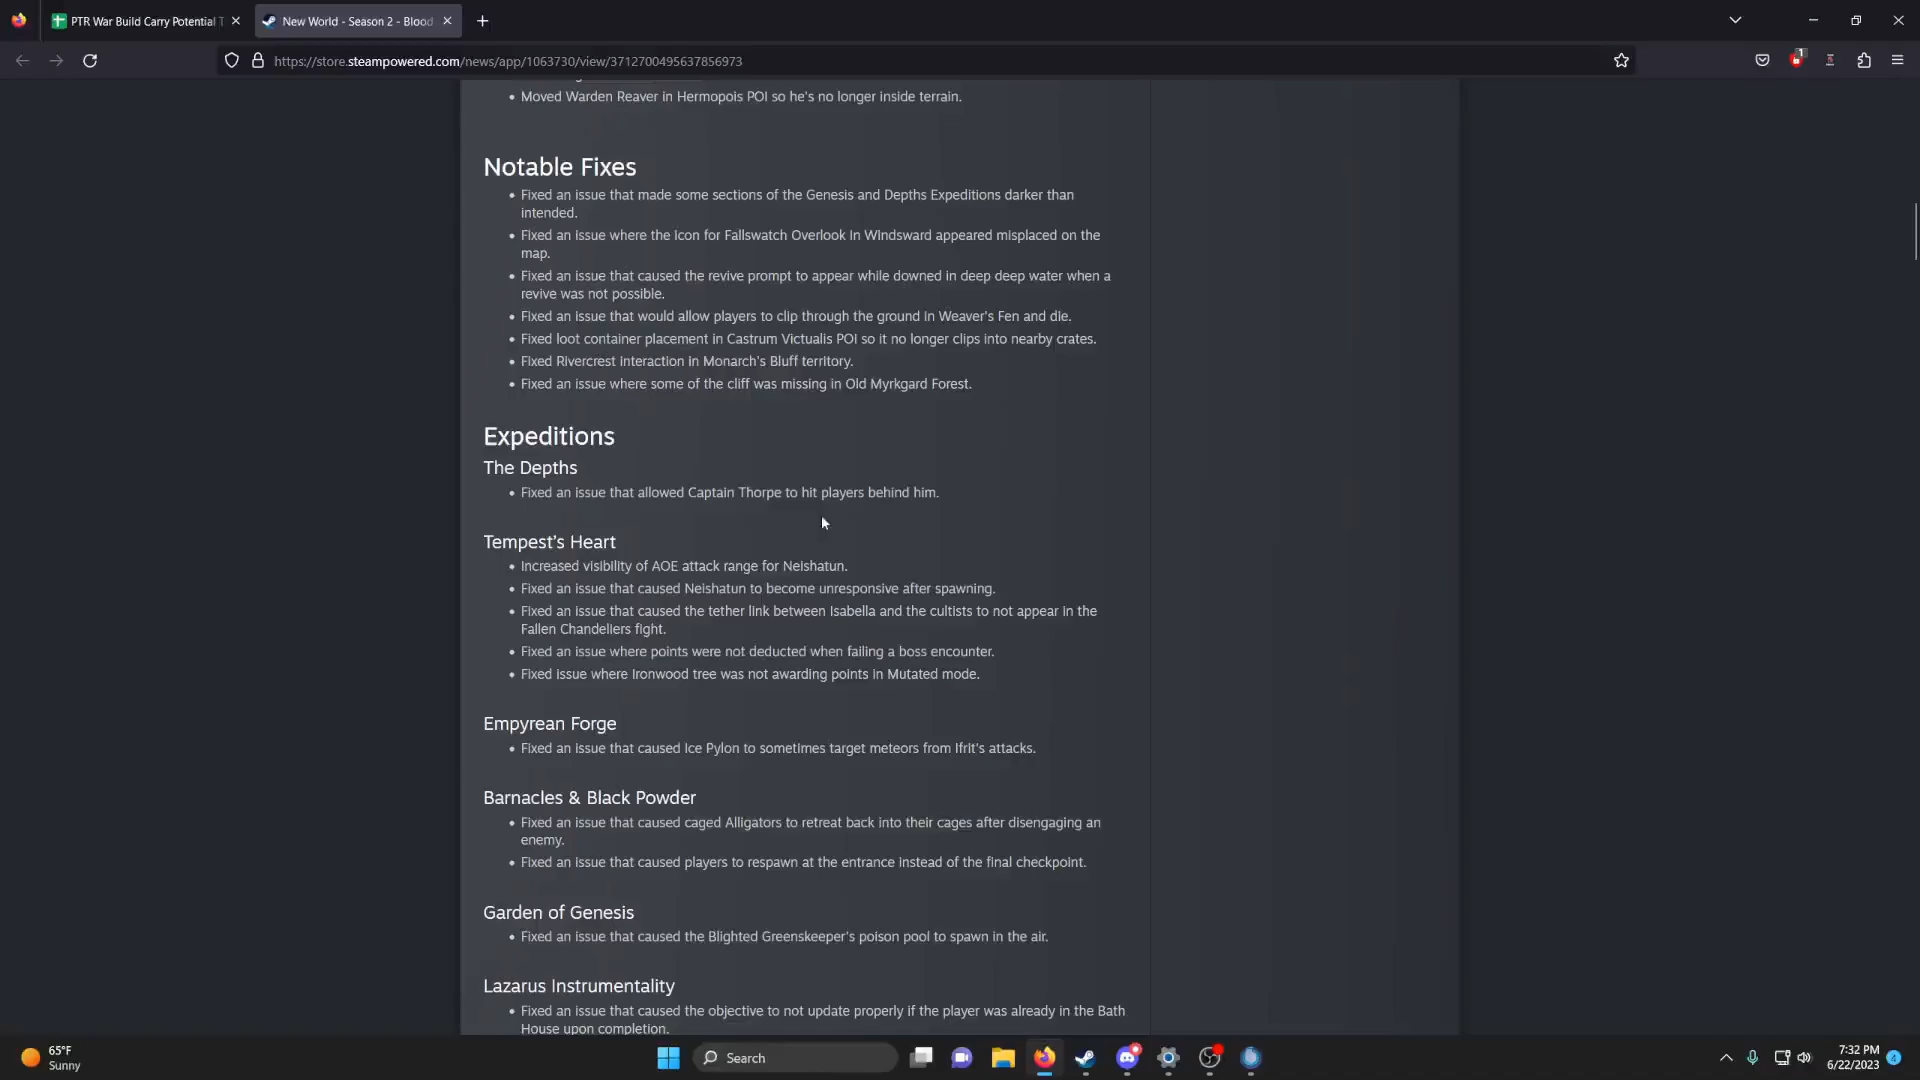 PTR War Build Carry Potential T
New World - Season 2 - Blood
https://store.steampowered.com/news/app/1063730/view/3712700495637856973
1
Moved Warden Reaver in Hermopois POI so he's no longer inside terrain.
Notable Fixes
• Fixed an issue that made some sections of the Genesis and Depths Expeditions darker than
intended.
• Fixed an issue where the icon for Fallswatch Overlook in Windsward appeared misplaced on the
map.
• Fixed an issue that caused the revive prompt to appear while downed in deep deep water when a
revive was not possible.
• Fixed an issue that would allow players to clip through the ground in Weaver's Fen and die.
• Fixed loot container placement in Castrum Victualis POI so it no longer clips into nearby crates.
• Fixed Rivercrest Interaction in Monarch's Bluff territory.
• Fixed an issue where some of the cliff was missing in Old Myrkgard Forest.
Expeditions
The Depths
• Fixed an issue that allowed Captain Thorpe to hit players behind him.
Tempest's Heart
• Increased visibility of AOE attack range for Neishatun.
• Fixed an issue that caused Neishatun to become unresponsive after spawning.
• Fixed an issue that caused the tether link between Isabella and the cultists to not appear in the
Fallen Chandeliers fight.
• Fixed an issue where points were not deducted when failing a boss encounter.
• Fixed issue where Ironwood tree was not awarding points in Mutated mode.
Empyrean Forge
• Fixed an issue that caused Ice Pylon to sometimes target meteors from Ifrit's attacks.
Barnacles & Black Powder
• Fixed an issue that caused caged Alligators to retreat back into their cages after disengaging an
enemy.
• Fixed an issue that caused players to respawn at the entrance instead of the final checkpoint.
Garden of Genesis
• Fixed an issue that caused the Blighted Greenskeeper's poison pool to spawn in the air.
Lazarus Instrumentality
• Fixed an issue that caused the objective to not update properly if the player was already in the Bath
House upon completion.
65°F
Sunny
Search
7:32 PM
6/22/2023
4